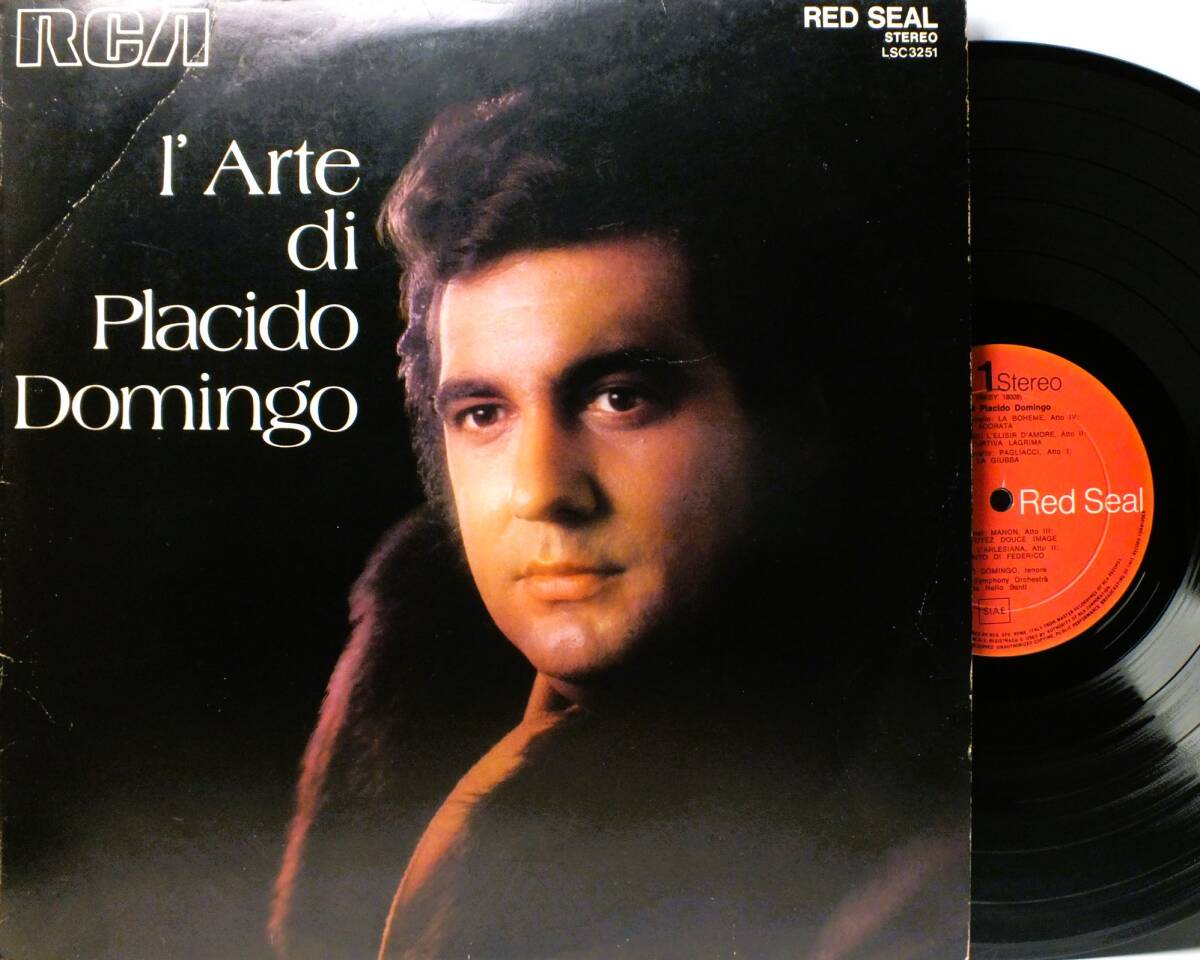 RCA
RED SEAL
STEREO
LSC3251
l' Arte
di
Placido
Domingo
1 Stereo
Placido Domingo
LA BOHEME, Atto IV:
L'ELISIR D'AMORE, Atto II:
LAGRIMA
PAGLIACCI, Atto I:
LA GIUBBA
Red Seal
MANON, Atto III:
DOUCE IMAGE
L'ARLESIANA, Atto II:
DI FEDERICO
DOMINGO, tenore
Symphony Orchestra
Nello Santi
SIAE